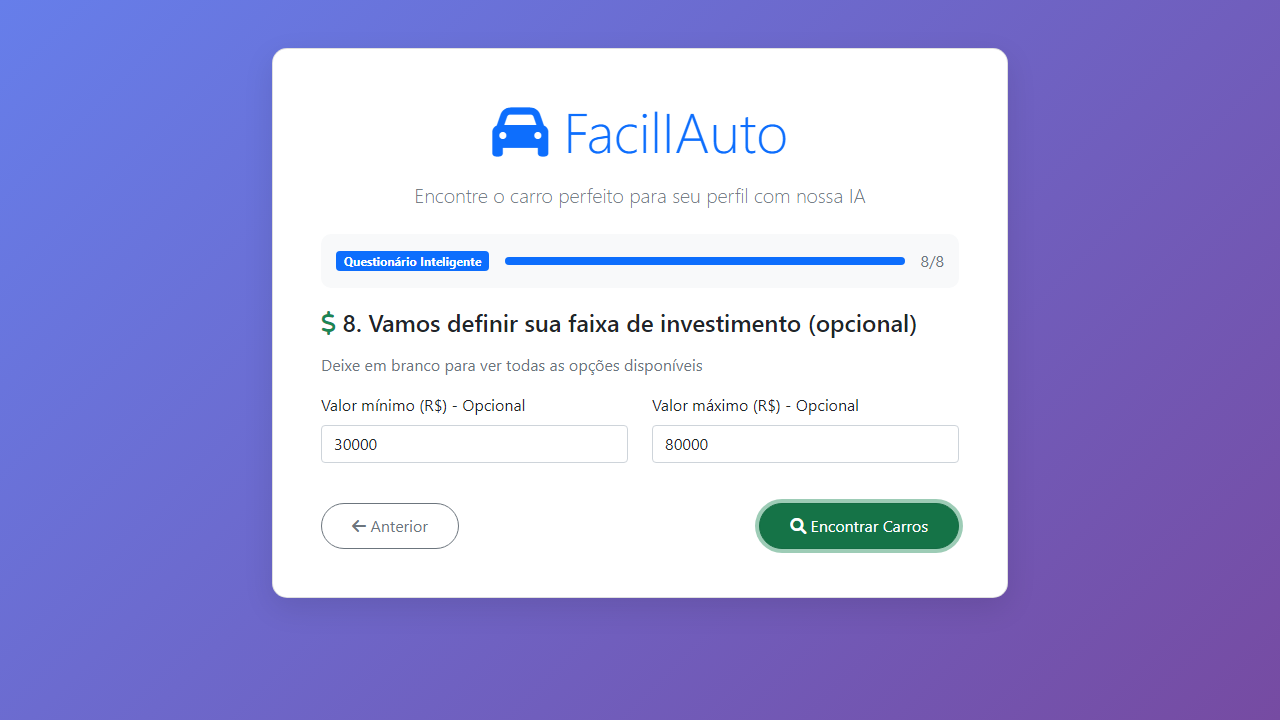 FacilIAuto
Encontre o carro perfeito para seu perfil com nossa IA
Questionário Inteligente 8/8
$ 8. Vamos definir sua faixa de investimento (opcional)
Deixe em branco para ver todas as opções disponíveis
Valor mínimo (R$) - Opcional Valor máximo (R$) - Opcional
30000 80000
Anterior Encontrar Carros